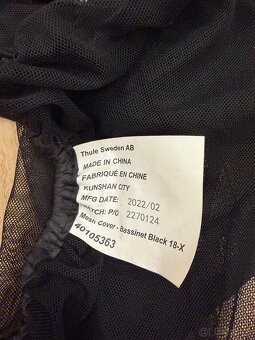 Thule Sweden AB
MADE IN CHINA
FABRIQUÉ EN CHINE
KUNSHAN CITY
MFG DATE: 2022/02
BATCH: P/O 2270124
Mesh Cover - Bassinet Black 18-X
40105363